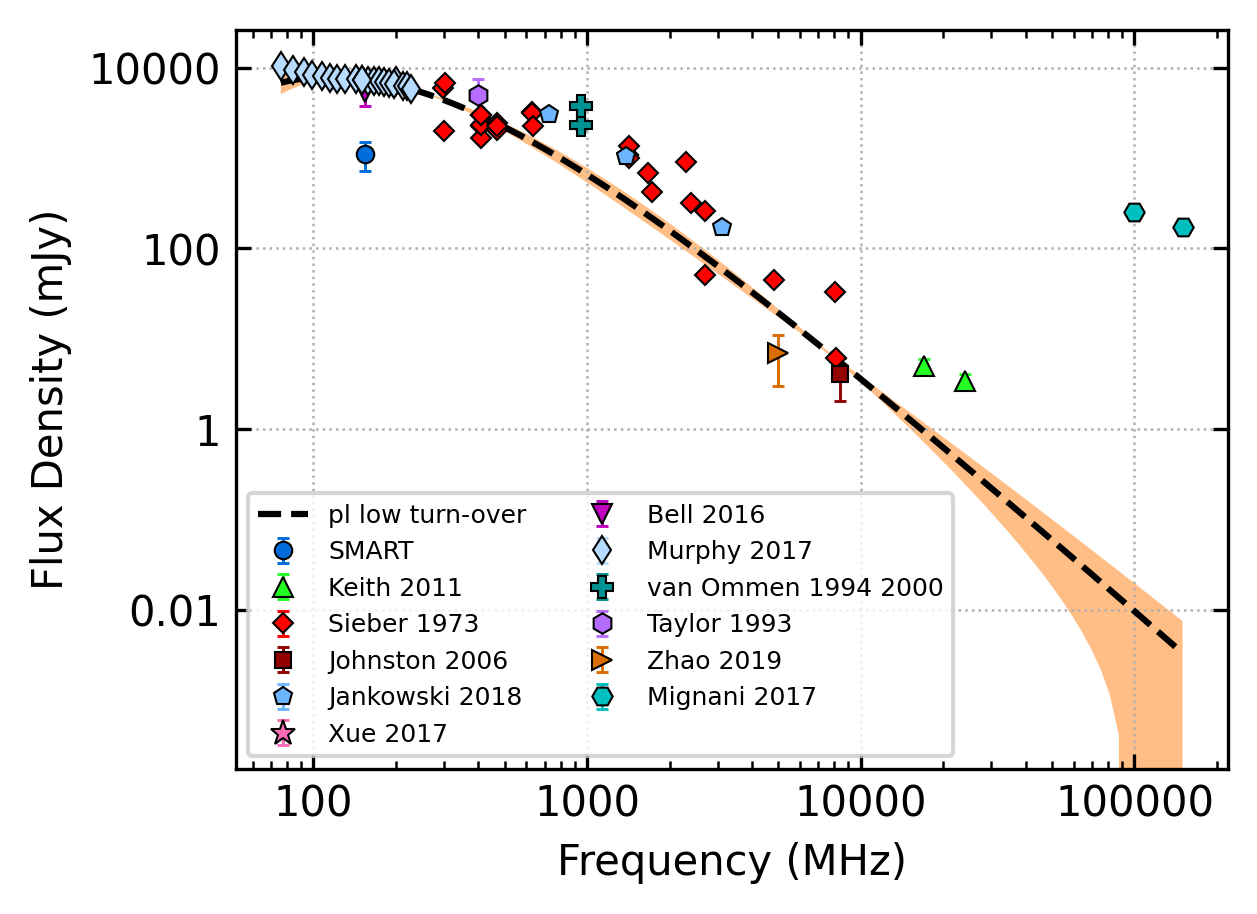 10000
100
1
0.01
Flux Density (mJy)
pl low turn-over
SMART
Keith 2011
Sieber 1973
Johnston 2006
Jankowski 2018
Xue 2017
Bell 2016
Murphy 2017
van Ommen 1994 2000
Taylor 1993
Zhao 2019
Mignani 2017
100 1000 10000 100000
Frequency (MHz)